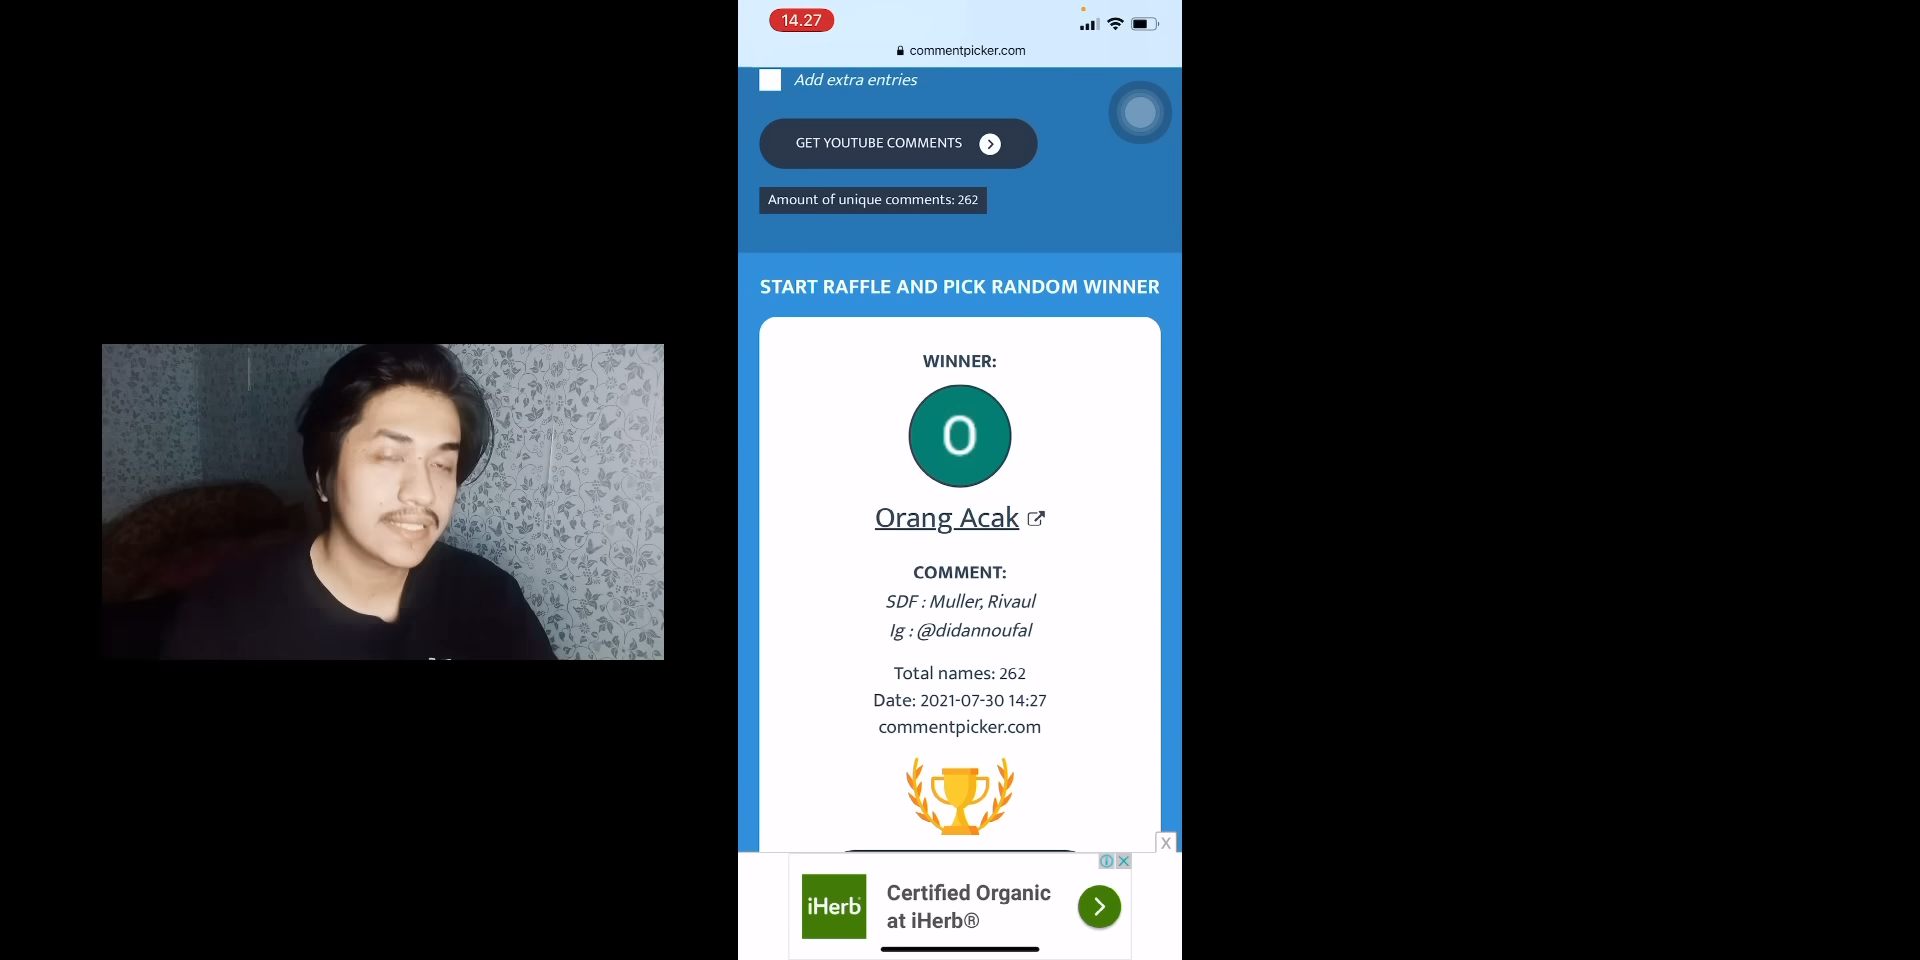 14.27
commentpicker.com
Add extra entries
GET YOUTUBE COMMENTS
Amount of unique comments: 262
START RAFFLE AND PICK RANDOM WINNER
WINNER:
O
Orang Acak
COMMENT:
SDF : Muller, Rivaul
Ig : @didannoufal
Total names: 262
Date: 2021-07-30 14:27
commentpicker.com
X
iHerb
Certified Organic
at iHerb®